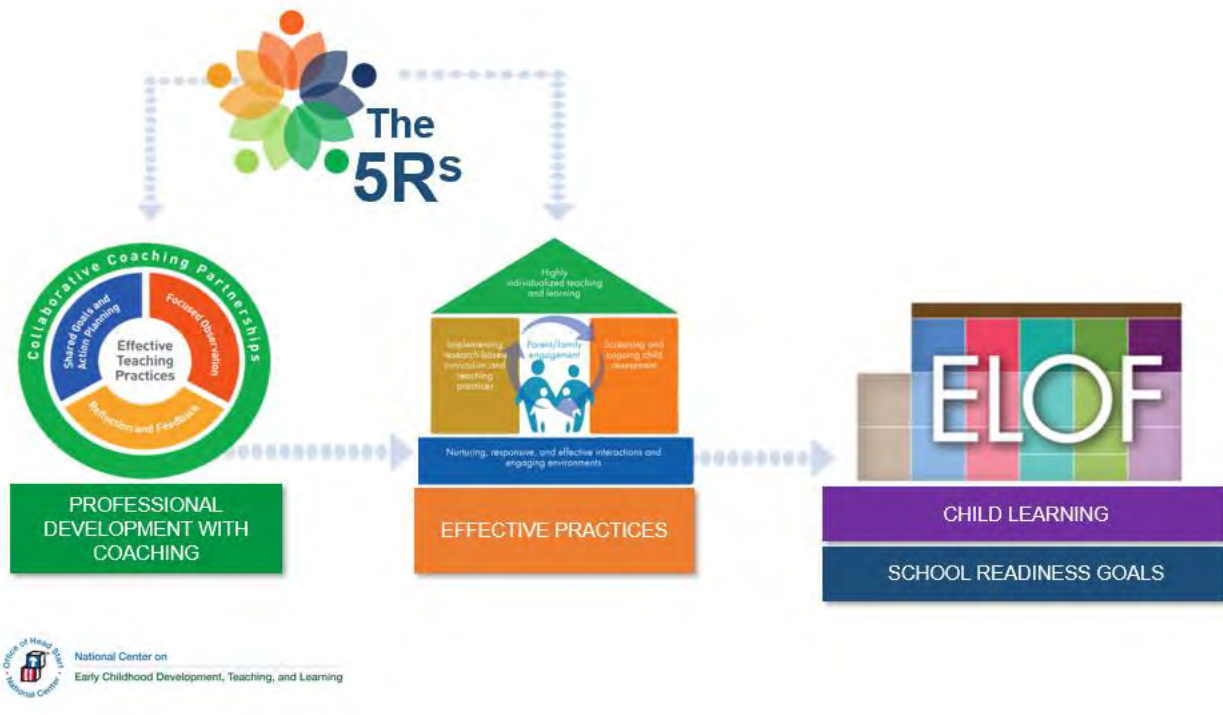 The
5Rs
Collaborative Coaching Partnerships
Shared Goals and
Action Planning
Focused Observation
Effective
Teaching
Practices
Reflection and Feedback
PROFESSIONAL
DEVELOPMENT WITH
COACHING
Highly
individualized teaching
and learning
Implementing
research-based
curriculum and
teaching
practices
Parent/family
engagement
Screening and
ongoing child
assessment
Nurturing, responsive, and effective interactions and
engaging environments
EFFECTIVE PRACTICES
ELOF
CHILD LEARNING
SCHOOL READINESS GOALS
Office of Head Start
National Center
National Center on
Early Childhood Development, Teaching, and Learning